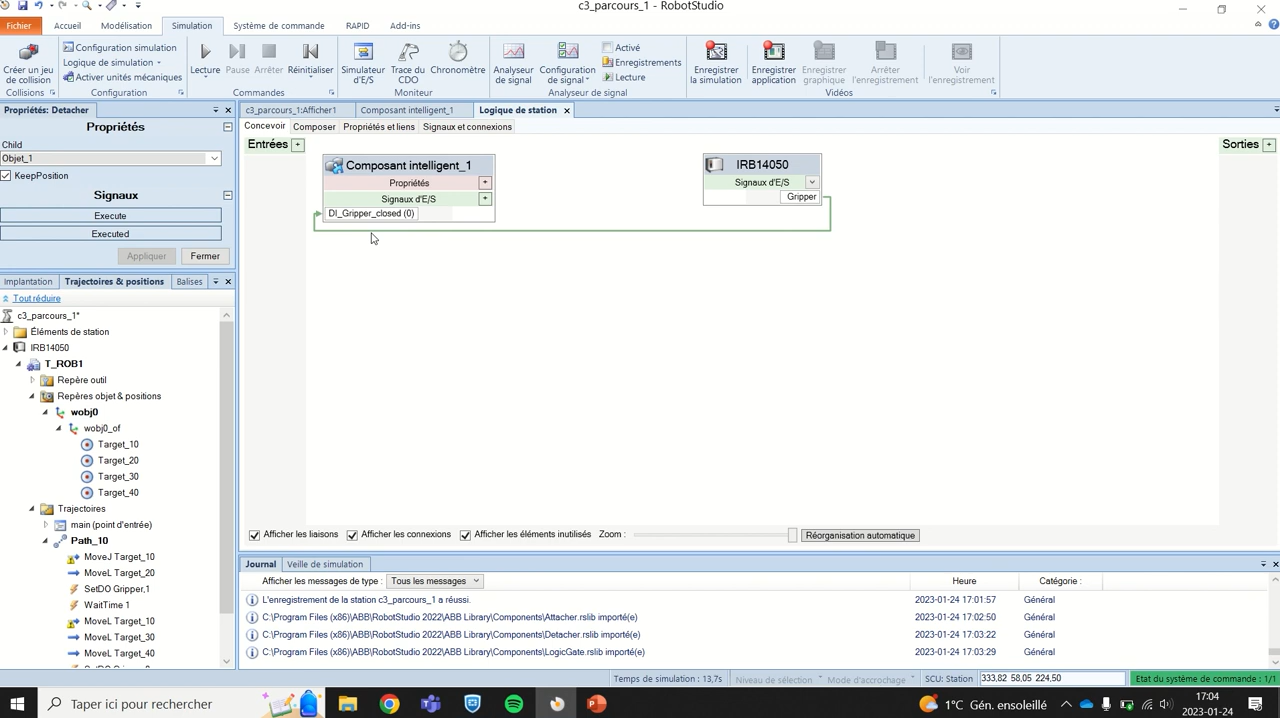 c3_parcours_1 - RobotStudio
Fichier Accueil Modélisation Simulation Système de commande RAPID Add-ins
Créer un jeu de collision
Collisions
Configuration simulation
Logique de simulation
Activer unités mécaniques
Configuration
Lecture Pause Arrêter Réinitialiser
Commandes
Simulateur d'E/S
Trace du CDO
Chronomètre
Moniteur
Analyseur de signal
Configuration de signal
Activé
Enregistrements
Lecture
Analyseur de signal
Enregistrer la simulation
Enregistrer application
Enregistrer graphique
Arrêter l'enregistrement
Voir l'enregistrement
Vidéos
Propriétés: Detacher
Propriétés
Child
Objet_1
KeepPosition
Signaux
Execute
Executed
Appliquer Fermer
Implantation Trajectoires & positions Balises
Tout réduire
c3_parcours_1*
Éléments de station
IRB14050
T_ROB1
Repère outil
Repères objet & positions
wobj0
wobj0_of
Target_10
Target_20
Target_30
Target_40
Trajectoires
main (point d'entrée)
Path_10
MoveJ Target_10
MoveL Target_20
SetDO Gripper,1
WaitTime 1
MoveL Target_10
MoveL Target_30
MoveL Target_40
c3_parcours_1:Afficher1 Composant intelligent_1 Logique de station
Concevoir Composer Propriétés et liens Signaux et connexions
Entrées
Sorties
Composant intelligent_1
Propriétés
Signaux d'E/S
DI_Gripper_closed (0)
IRB14050
Signaux d'E/S
Gripper
Afficher les liaisons Afficher les connexions Afficher les éléments inutilisés Zoom : Réorganisation automatique
Journal Veille de simulation
Afficher les messages de type : Tous les messages Heure Catégorie :
L'enregistrement de la station c3_parcours_1 a réussi. 2023-01-24 17:01:57 Général
C:\Program Files (x86)\ABB\RobotStudio 2022\ABB Library\Components\Attacher.rslib importé(e) 2023-01-24 17:02:50 Général
C:\Program Files (x86)\ABB\RobotStudio 2022\ABB Library\Components\Detacher.rslib importé(e) 2023-01-24 17:03:22 Général
C:\Program Files (x86)\ABB\RobotStudio 2022\ABB Library\Components\LogicGate.rslib importé(e) 2023-01-24 17:03:29 Général
Temps de simulation : 13,7s Niveau de sélection Mode d'accrochage SCU: Station 333,82 58,05 224,50 Etat du système de commande : 1/1
Taper ici pour rechercher
1°C Gén. ensoleillé
17:04
2023-01-24